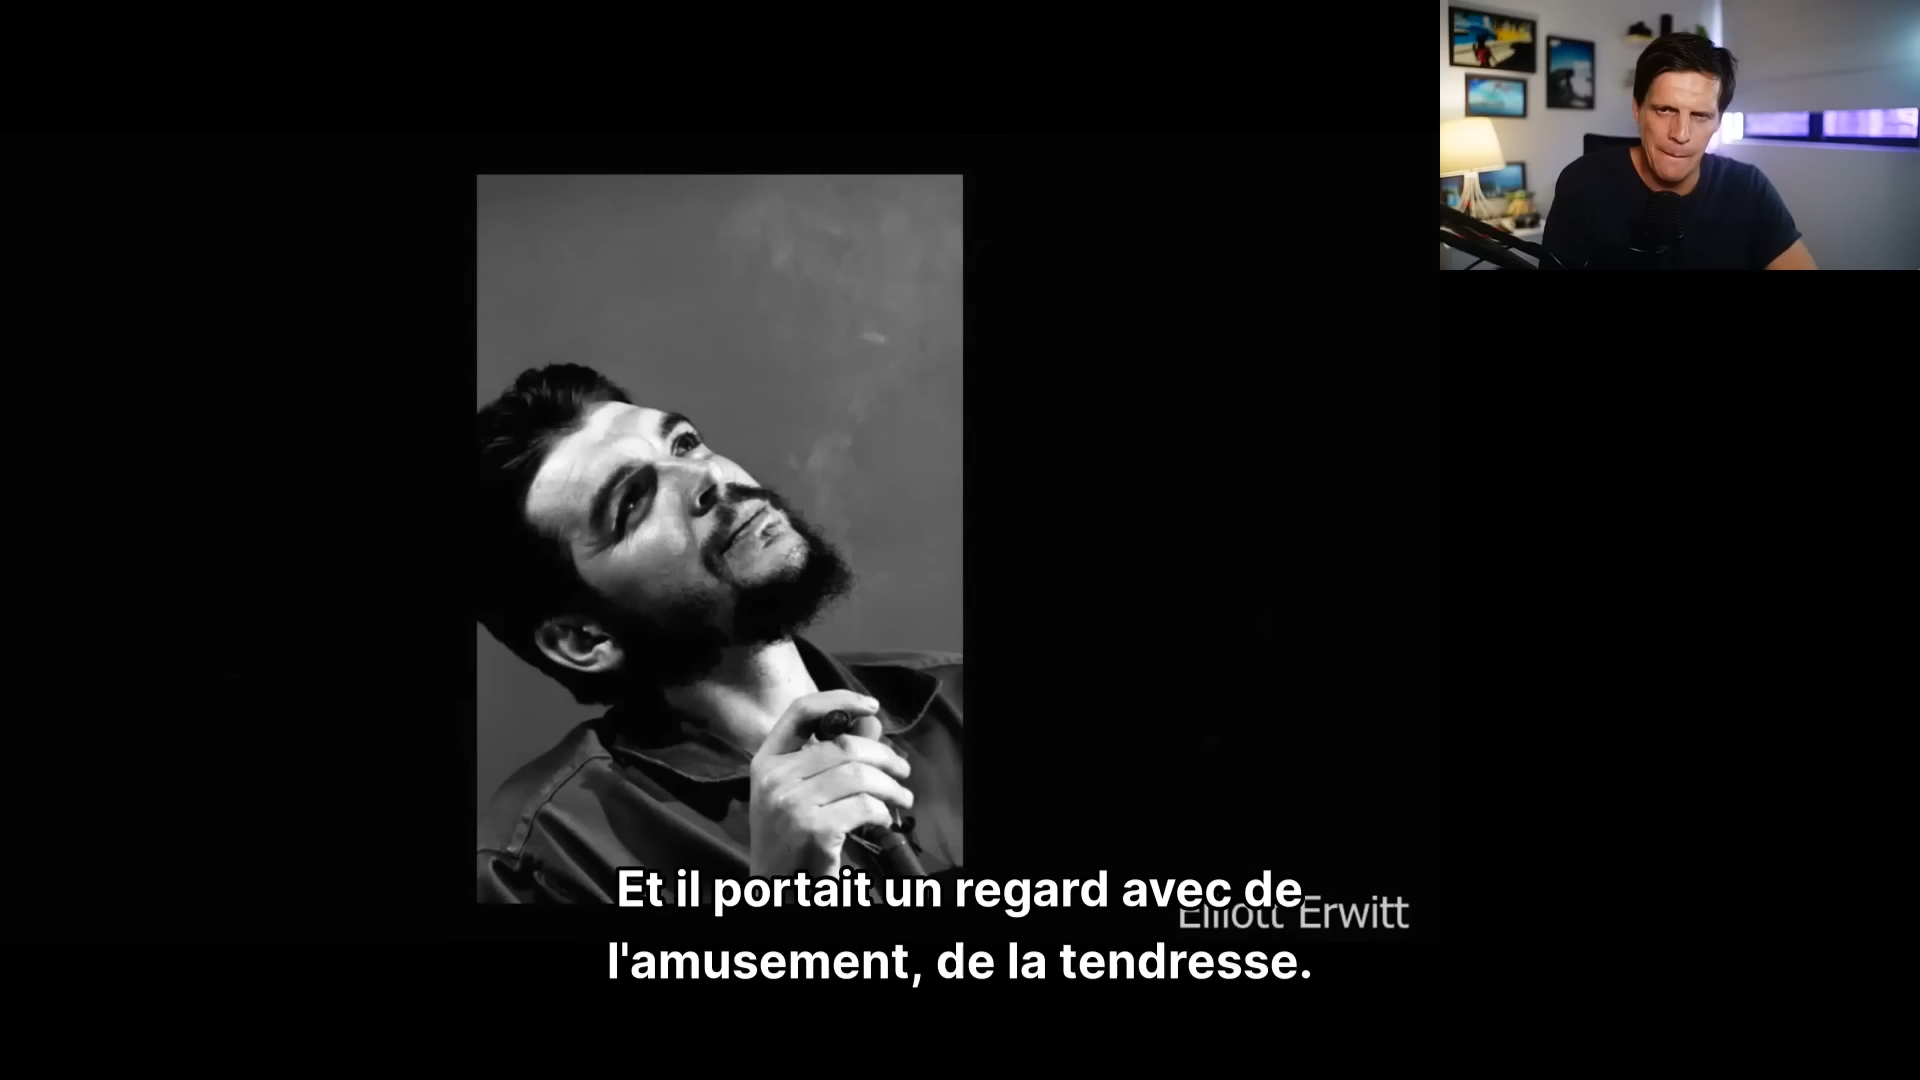 Et il portait un regard avec de
Elliott Erwitt
l'amusement, de la tendresse.